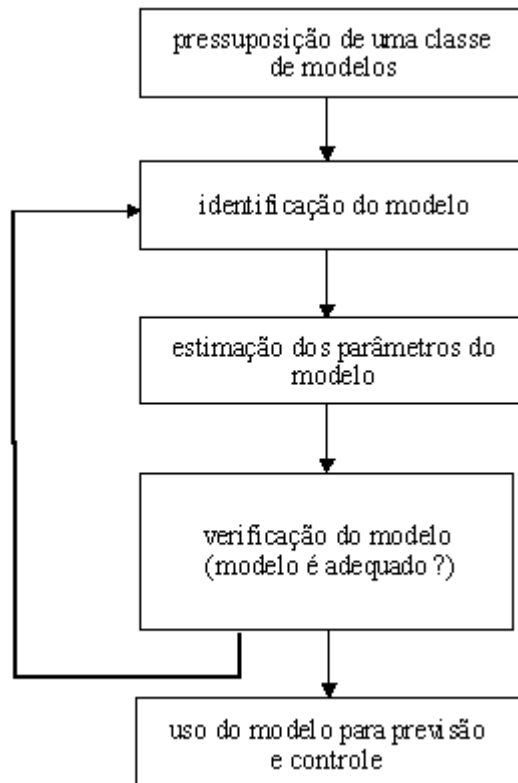 pressuposição de uma classe
de modelos
identificação do modelo
estimação dos parâmetros do
modelo
verificação do modelo
(modelo é adequado ?)
uso do modelo para previsão
e controle